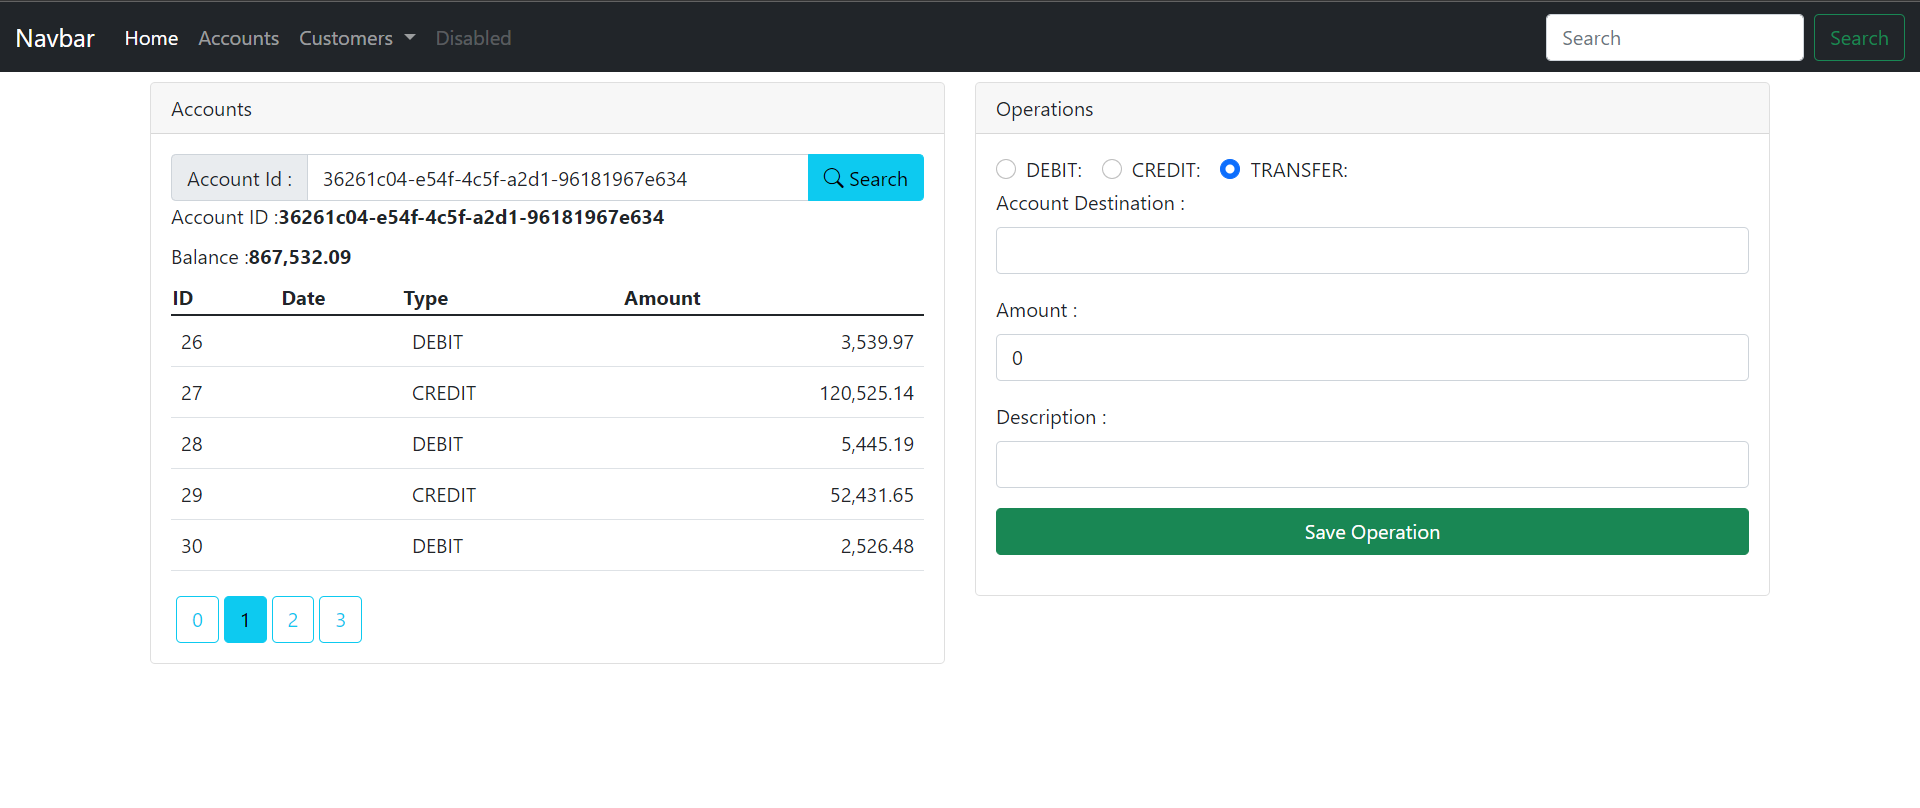 Navbar Home Accounts Customers Disabled Search Search
Accounts
Account Id : 36261c04-e54f-4c5f-a2d1-96181967e634 Search
Account ID :36261c04-e54f-4c5f-a2d1-96181967e634
Balance :867,532.09
ID Date Type Amount
26 DEBIT 3,539.97
27 CREDIT 120,525.14
28 DEBIT 5,445.19
29 CREDIT 52,431.65
30 DEBIT 2,526.48
0 1 2 3
Operations
DEBIT: CREDIT: TRANSFER:
Account Destination :
Amount :
0
Description :
Save Operation